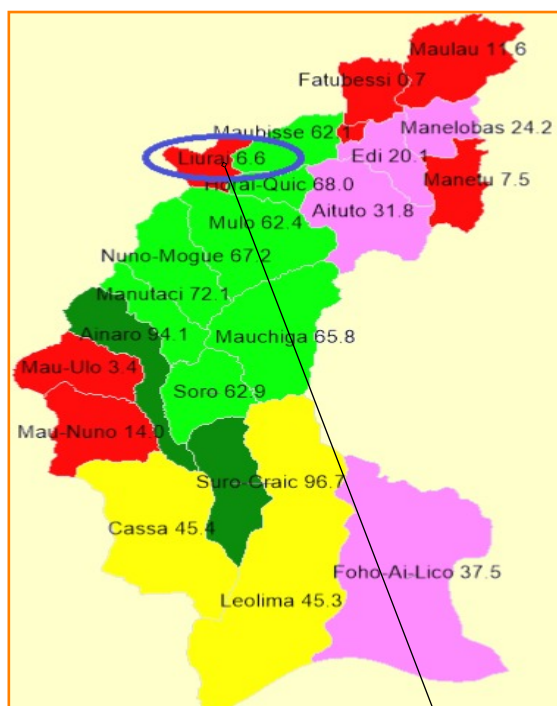 Maulau 11.6
Fatubessi 0.7
Maubisse 62.1
Manelobas 24.2
Liurai 6.6
Edi 20.1
Horai-Quic 68.0
Manetu 7.5
Aituto 31.8
Mulo 62.4
Nuno-Mogue 67.2
Manutaci 72.1
Ainaro 94.1
Mauchiga 65.8
Mau-Ulo 3.4
Soro 62.9
Mau-Nuno 14.0
Suro-Craic 96.7
Cassa 45.4
Foho-Ai-Lico 37.5
Leolima 45.3